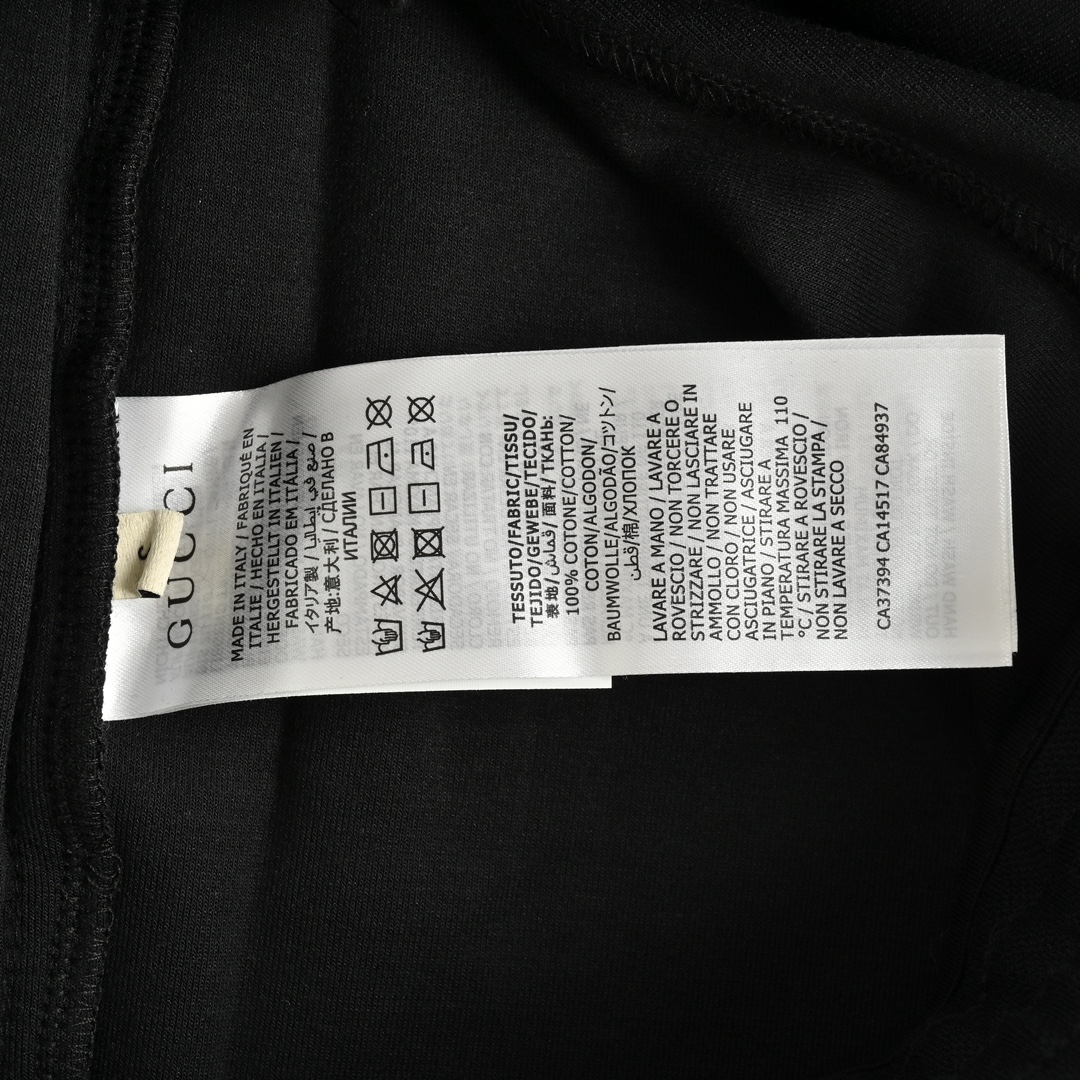 GUCCI
MADE IN ITALY / FABRIQUÉ EN
ITALIE / HECHO EN ITALIA /
HERGESTELLT IN ITALIEN /
FABRICADO EM ITÁLIA /
イタリア製 / صنع في إيطاليا /
产地:意大利 / СДЕЛАНО В
ИТАЛИИ
TESSUTO/FABRIC/TISSU/
TEJIDO/GEWEBE/TECIDO/
表地/قماش/面料/ТКАНЬ:
100% COTONE/COTTON/
COTON/ALGODON/
BAUMWOLLE/ALGODÃO/コットン/
قطن/棉/ХЛОПОК
LAVARE A MANO / LAVARE A
ROVESCIO / NON TORCERE O
STRIZZARE / NON LASCIARE IN
AMMOLLO / NON TRATTARE
CON CLORO / NON USARE
ASCIUGATRICE / ASCIUGARE
IN PIANO / STIRARE A
TEMPERATURA MASSIMA 110
°C / STIRARE A ROVESCIO /
NON STIRARE LA STAMPA /
NON LAVARE A SECCO
CA37394 CA14517 CA84937